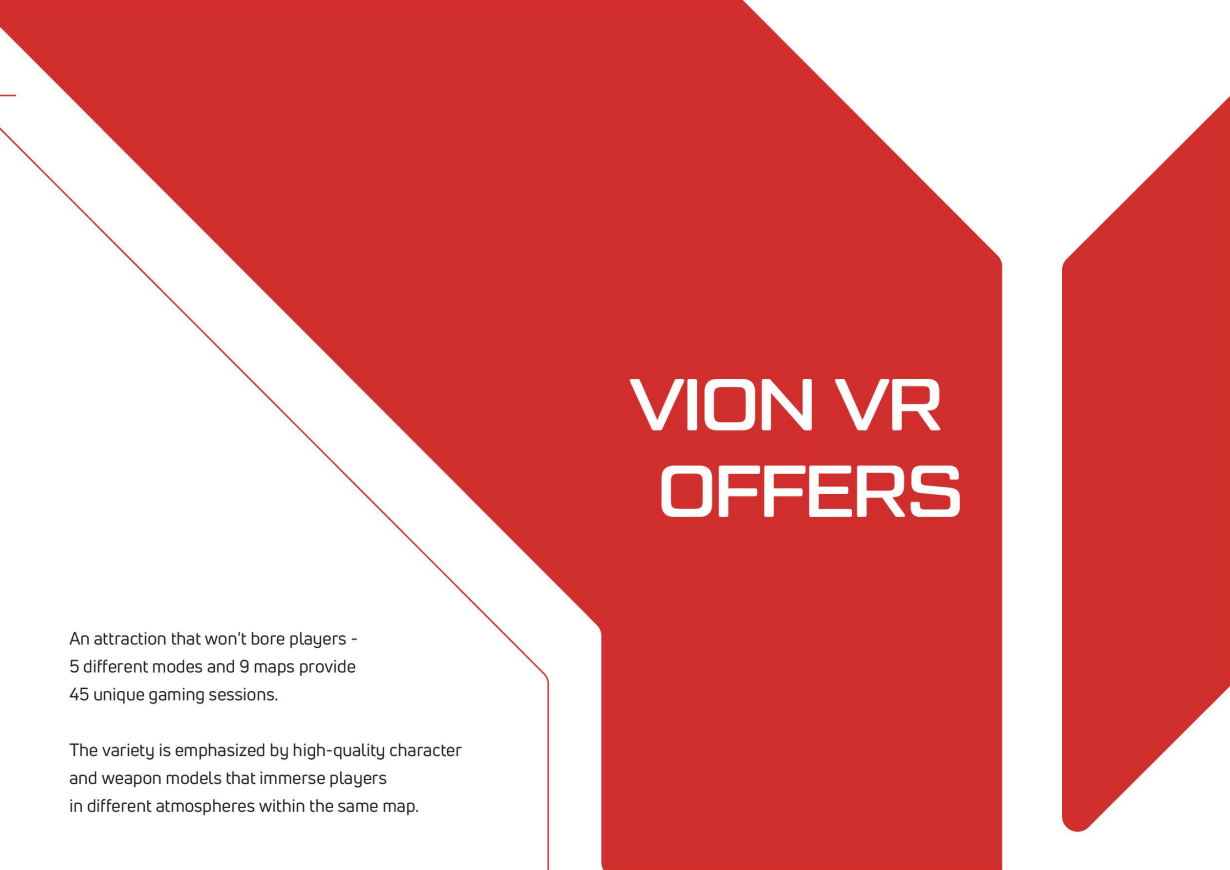 VION VR
OFFERS
An attraction that won't bore players -
5 different modes and 9 maps provide
45 unique gaming sessions.
The variety is emphasized by high-quality character
and weapon models that immerse players
in different atmospheres within the same map.